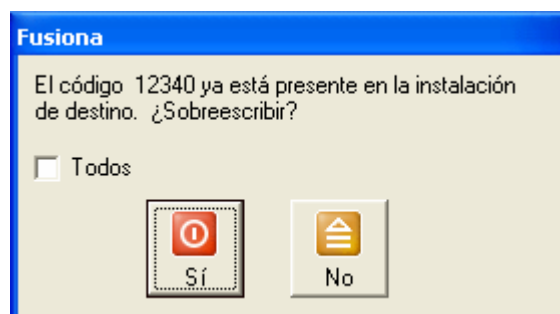 Fusiona
El código  12340 ya está presente en la instalación
de destino.  ¿Sobreescribir?
Todos
Sí
No